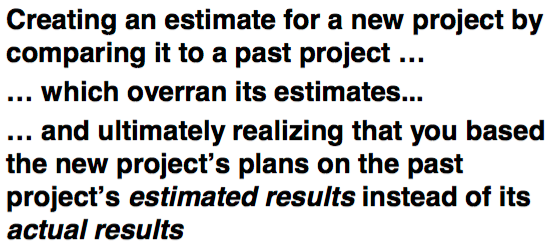 Creating an estimate for a new project by
comparing it to a past project …
… which overran its estimates...
… and ultimately realizing that you based
the new project’s plans on the past
project’s estimated results instead of its
actual results